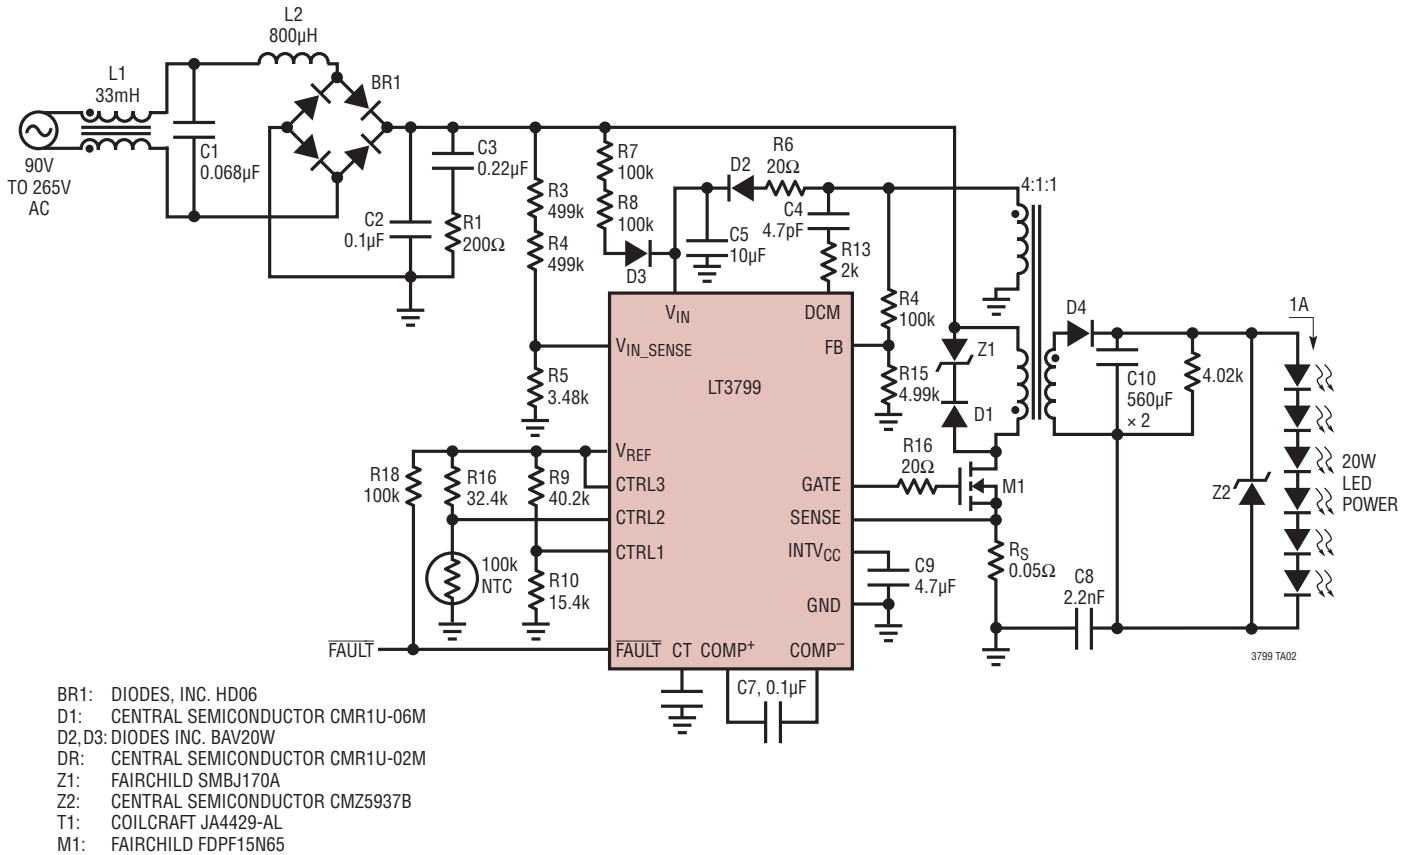 L2
800µH
L1
33mH
BR1
90V
TO 265V
AC
C1
0.068µF
C3
0.22µF
C2
0.1µF
R1
200Ω
R3
499k
R4
499k
R5
3.48k
R7
100k
R8
100k
D3
D2
R6
20Ω
C5
10µF
C4
4.7pF
R13
2k
4:1:1
R4
100k
R15
4.99k
Z1
D1
D4
1A
C10
560µF
× 2
4.02k
Z2
20W
LED
POWER
V_IN
DCM
V_IN_SENSE
FB
LT3799
V_REF
CTRL3
CTRL2
CTRL1
GATE
SENSE
INTV_CC
GND
FAULT
CT
COMP+
COMP–
R16
20Ω
M1
R_S
0.05Ω
C8
2.2nF
C9
4.7µF
R18
100k
R16
32.4k
R9
40.2k
100k
NTC
R10
15.4k
FAULT
C7, 0.1µF
3799 TA02
BR1: DIODES, INC. HD06
D1: CENTRAL SEMICONDUCTOR CMR1U-06M
D2,D3: DIODES INC. BAV20W
DR: CENTRAL SEMICONDUCTOR CMR1U-02M
Z1: FAIRCHILD SMBJ170A
Z2: CENTRAL SEMICONDUCTOR CMZ5937B
T1: COILCRAFT JA4429-AL
M1: FAIRCHILD FDPF15N65